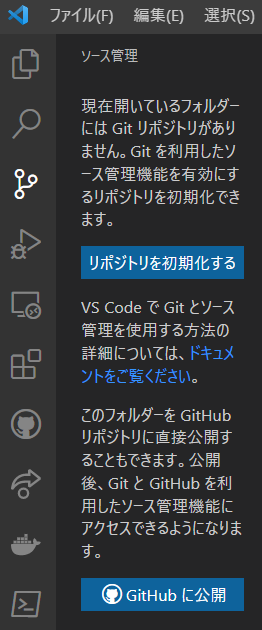 ファイル(F) 編集(E) 選択(S)
ソース管理
現在開いているフォルダー
には Git リポジトリがあり
ません。Git を利用したソ
ース管理機能を有効にす
るリポジトリを初期化でき
ます。
リポジトリを初期化する
VS Code で Git とソース
管理を使用する方法の
詳細については、ドキュメ
ントをご覧ください。
このフォルダーを GitHub
リポジトリに直接公開す
ることもできます。公開
後、Git と GitHub を利
用したソース管理機能に
アクセスできるようになりま
す。
GitHub に公開